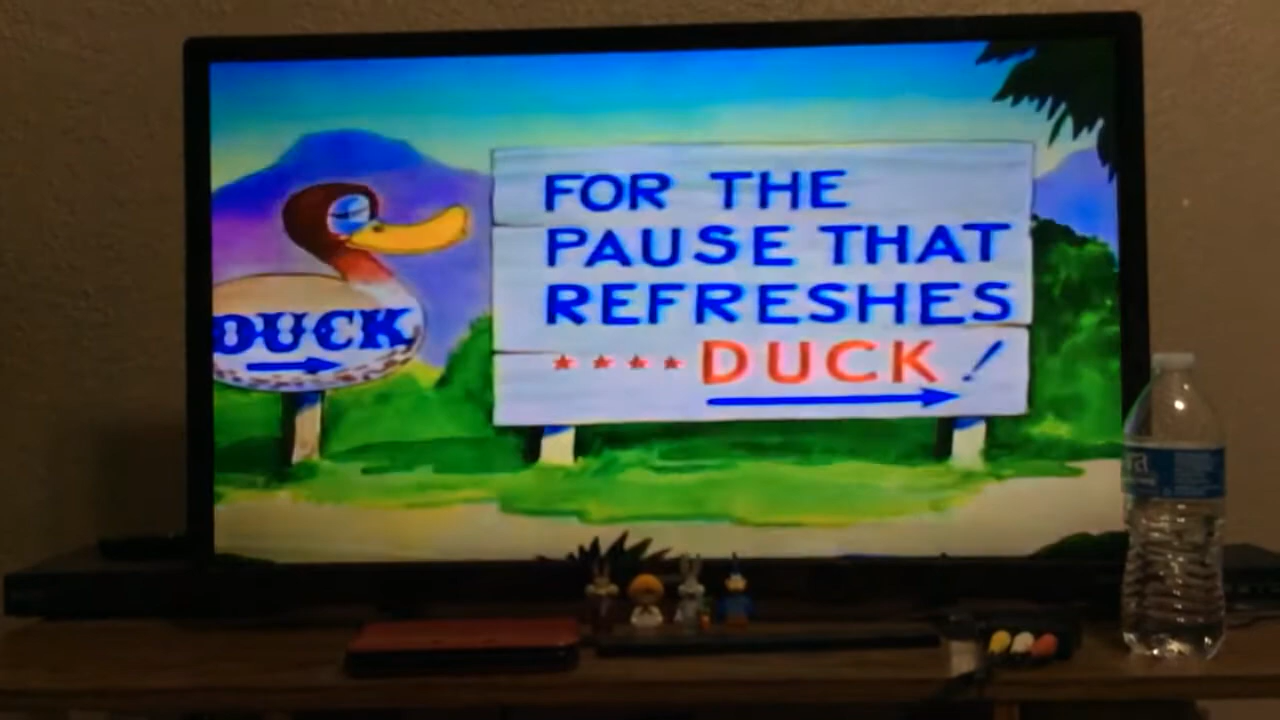 DUCK
FOR THE
PAUSE THAT
REFRESHES
****DUCK!